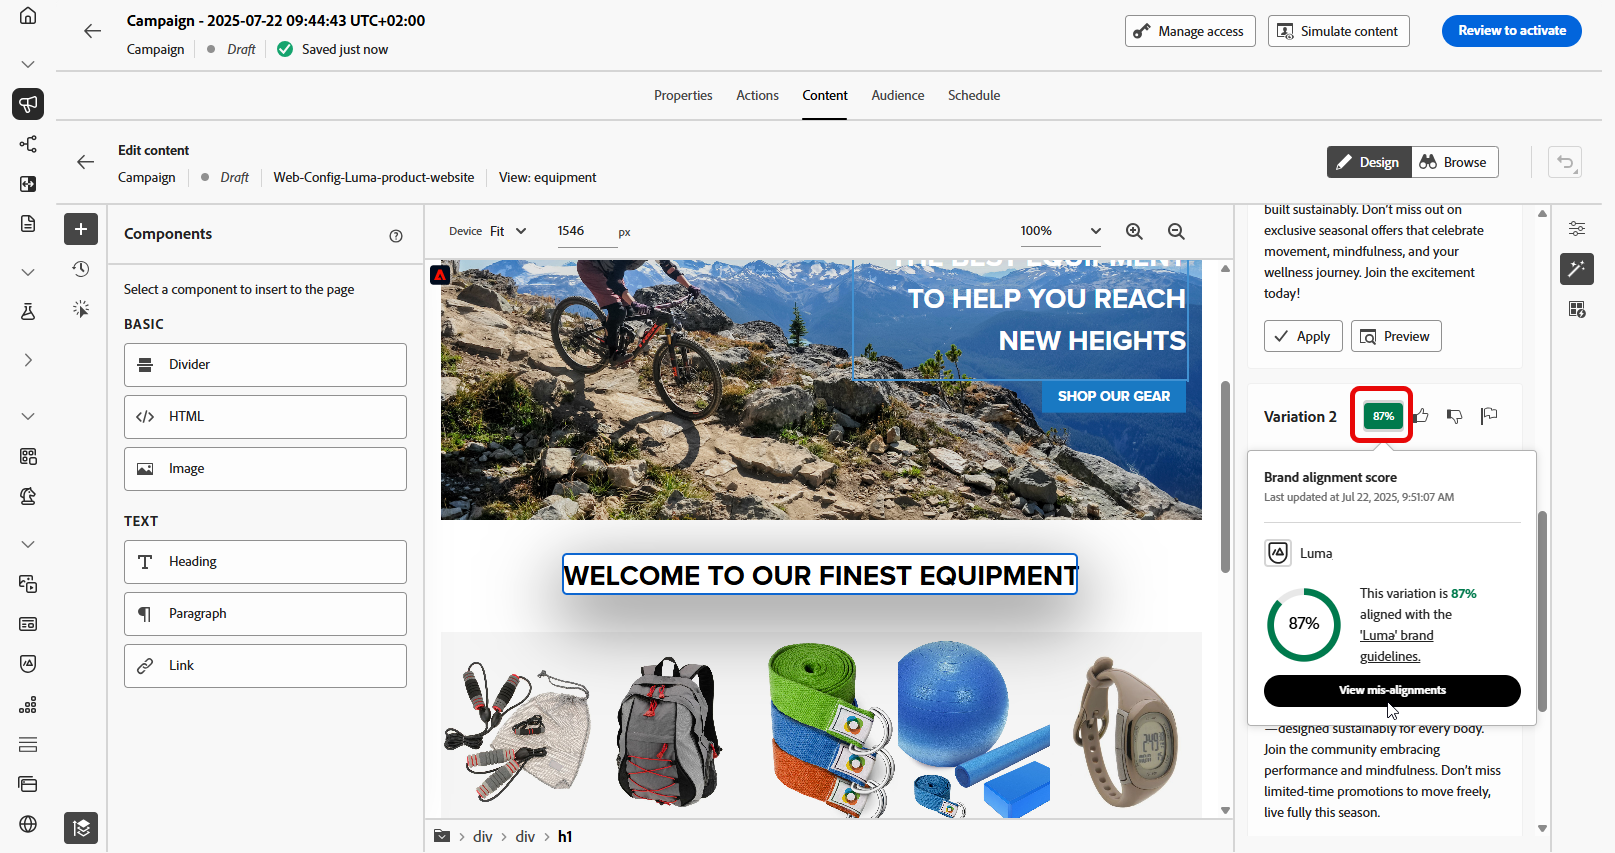 Campaign - 2025-07-22 09:44:43 UTC+02:00
Campaign
Draft
Saved just now
Manage access
Simulate content
Review to activate
Properties
Actions
Content
Audience
Schedule
Edit content
Campaign
Draft
Web-Config-Luma-product-website
View: equipment
Design
Browse
Components
Select a component to insert to the page
BASIC
Divider
HTML
Image
TEXT
Heading
Paragraph
Link
Device Fit
1546 px
100%
THE BEST EQUIPMENT
TO HELP YOU REACH
NEW HEIGHTS
SHOP OUR GEAR
WELCOME TO OUR FINEST EQUIPMENT
div > div > h1
built sustainably. Don't miss out on
exclusive seasonal offers that celebrate
movement, mindfulness, and your
wellness journey. Join the excitement
today!
Apply
Preview
Variation 2
87%
Brand alignment score
Last updated at Jul 22, 2025, 9:51:07 AM
Luma
87%
This variation is 87%
aligned with the
'Luma' brand
guidelines.
View mis-alignments
—designed sustainably for every body.
Join the community embracing
performance and mindfulness. Don't miss
limited-time promotions to move freely,
live fully this season.